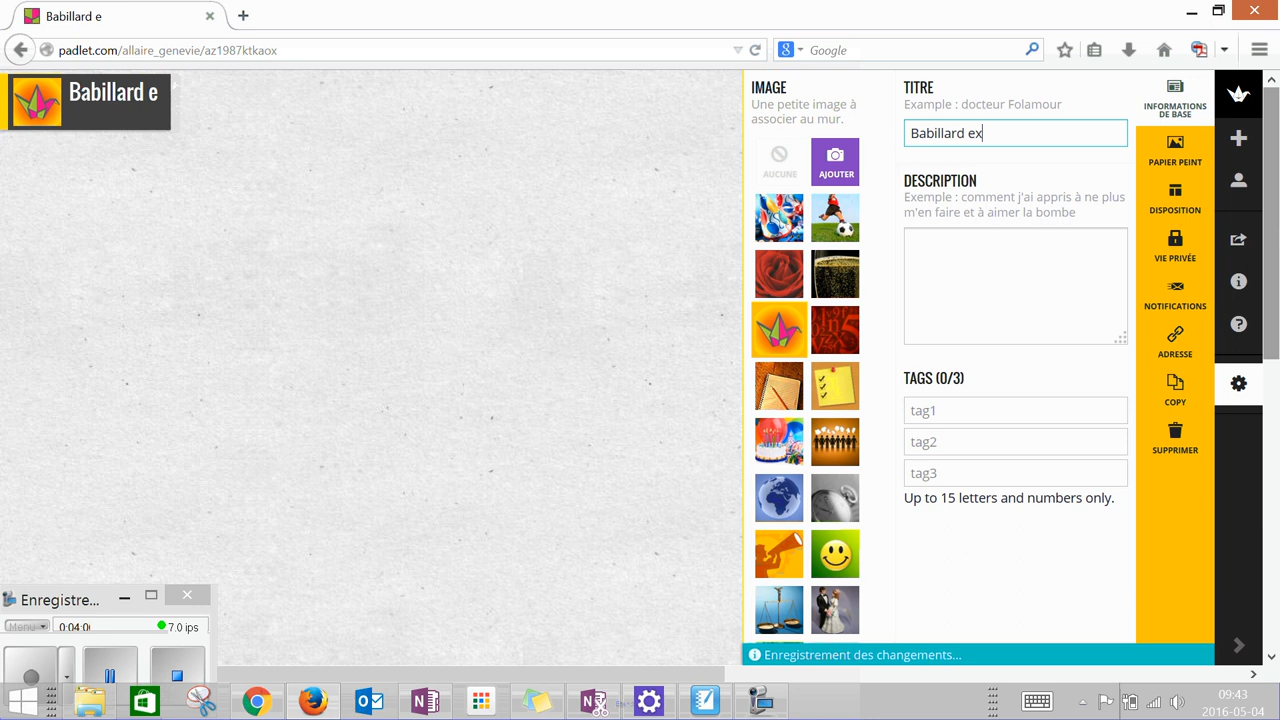 Babillard e
padlet.com/allaire_genevie/az1987ktkaox
Google
Babillard e
IMAGE
Une petite image à
associer au mur.
AUCUNE
AJOUTER
TITRE
Example : docteur Folamour
Babillard ex
DESCRIPTION
Exemple : comment j'ai appris à ne plus
m'en faire et à aimer la bombe
TAGS (0/3)
tag1
tag2
tag3
Up to 15 letters and numbers only.
INFORMATIONS
DE BASE
PAPIER PEINT
DISPOSITION
VIE PRIVÉE
NOTIFICATIONS
ADRESSE
COPY
SUPPRIMER
Enregistrement des changements...
Enregistre...
Menu
0:04:0
7.0 ips
09:43
2016-05-04